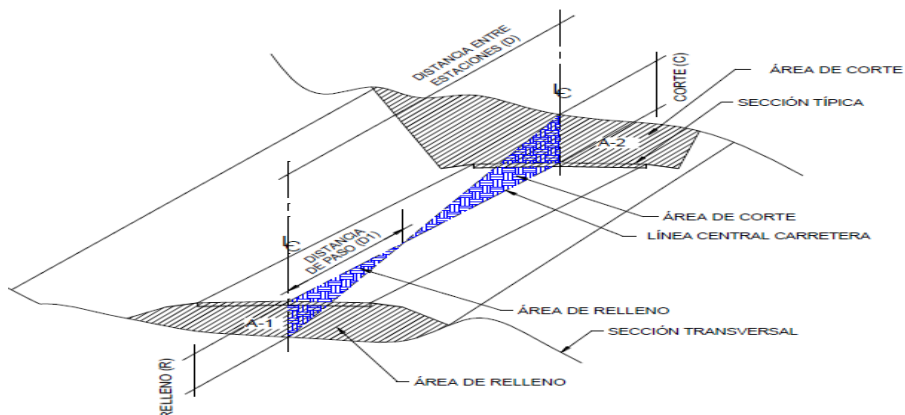 DISTANCIA ENTRE
ESTACIONES (D)
℄
CORTE (C)
ÁREA DE CORTE
SECCIÓN TÍPICA
A-2
ÁREA DE CORTE
LÍNEA CENTRAL CARRETERA
℄
DISTANCIA
DE PASO (D1)
A-1
ÁREA DE RELLENO
SECCIÓN TRANSVERSAL
RELLENO (R)
ÁREA DE RELLENO